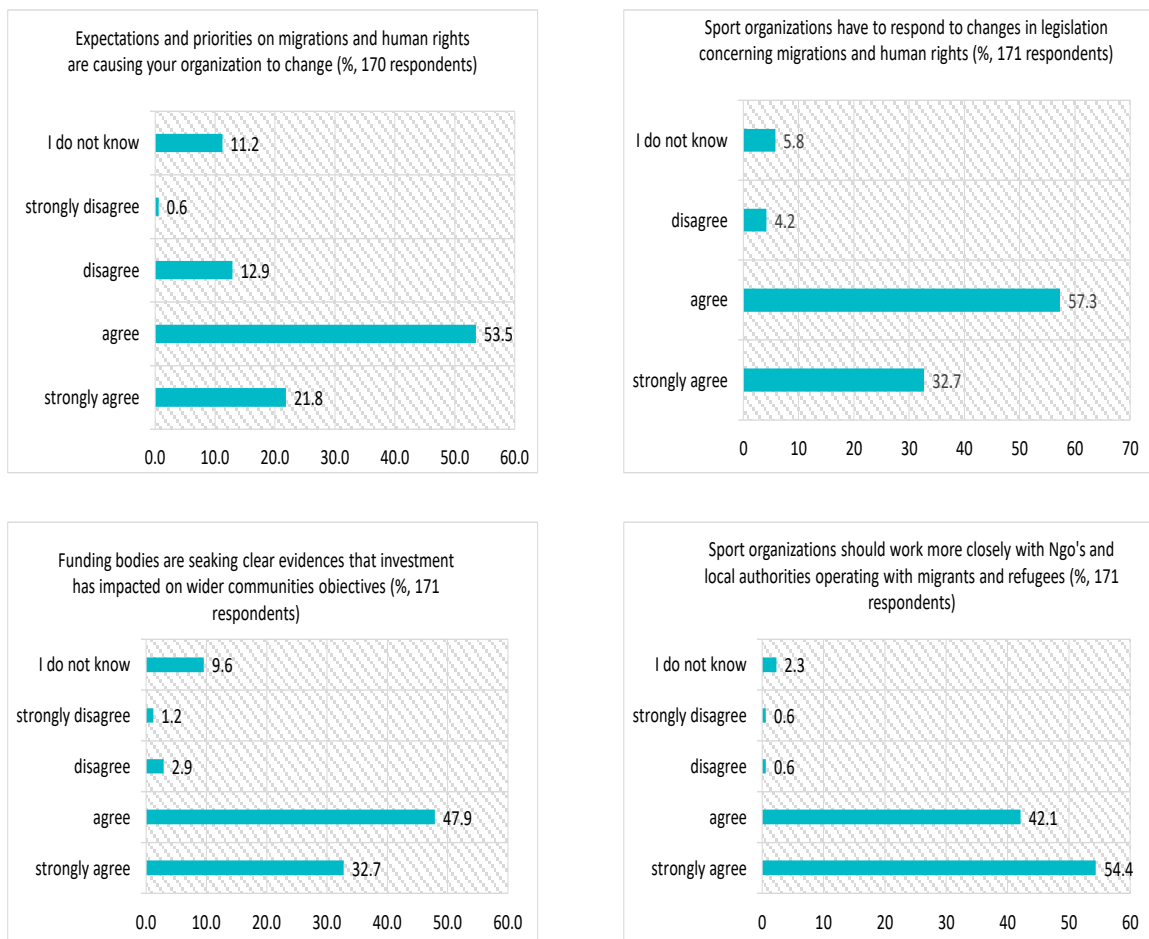 Expectations and priorities on migrations and human rights
are causing your organization to change (%, 170 respondents)
I do not know
11.2
strongly disagree
0.6
disagree
12.9
agree
53.5
strongly agree
21.8
0.0 10.0 20.0 30.0 40.0 50.0 60.0
Sport organizations have to respond to changes in legislation
concerning migrations and human rights (%, 171 respondents)
I do not know
5.8
disagree
4.2
agree
57.3
strongly agree
32.7
0 10 20 30 40 50 60 70
Funding bodies are seaking clear evidences that investment
has impacted on wider communities objectives (%, 171
respondents)
I do not know
9.6
strongly disagree
1.2
disagree
2.9
agree
47.9
strongly agree
32.7
0.0 10.0 20.0 30.0 40.0 50.0 60.0
Sport organizations should work more closely with Ngo's and
local authorities operating with migrants and refugees (%, 171
respondents)
I do not know
2.3
strongly disagree
0.6
disagree
0.6
agree
42.1
strongly agree
54.4
0 10 20 30 40 50 60